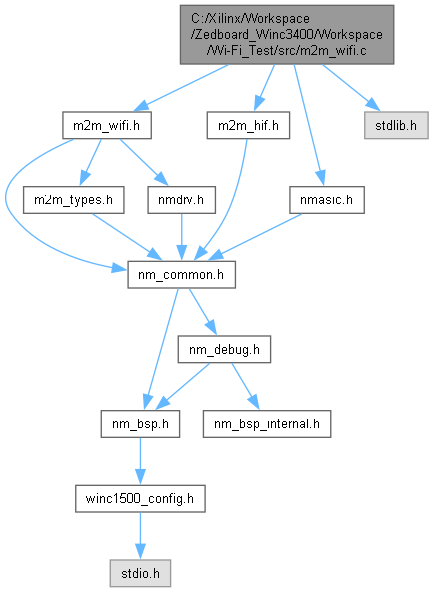 C:/Xilinx/Workspace
/Zedboard_Winc3400/Workspace
/Wi-Fi_Test/src/m2m_wifi.c
m2m_wifi.h
m2m_hif.h
stdlib.h
m2m_types.h
nmdrv.h
nmasic.h
nm_common.h
nm_debug.h
nm_bsp.h
nm_bsp_internal.h
winc1500_config.h
stdio.h